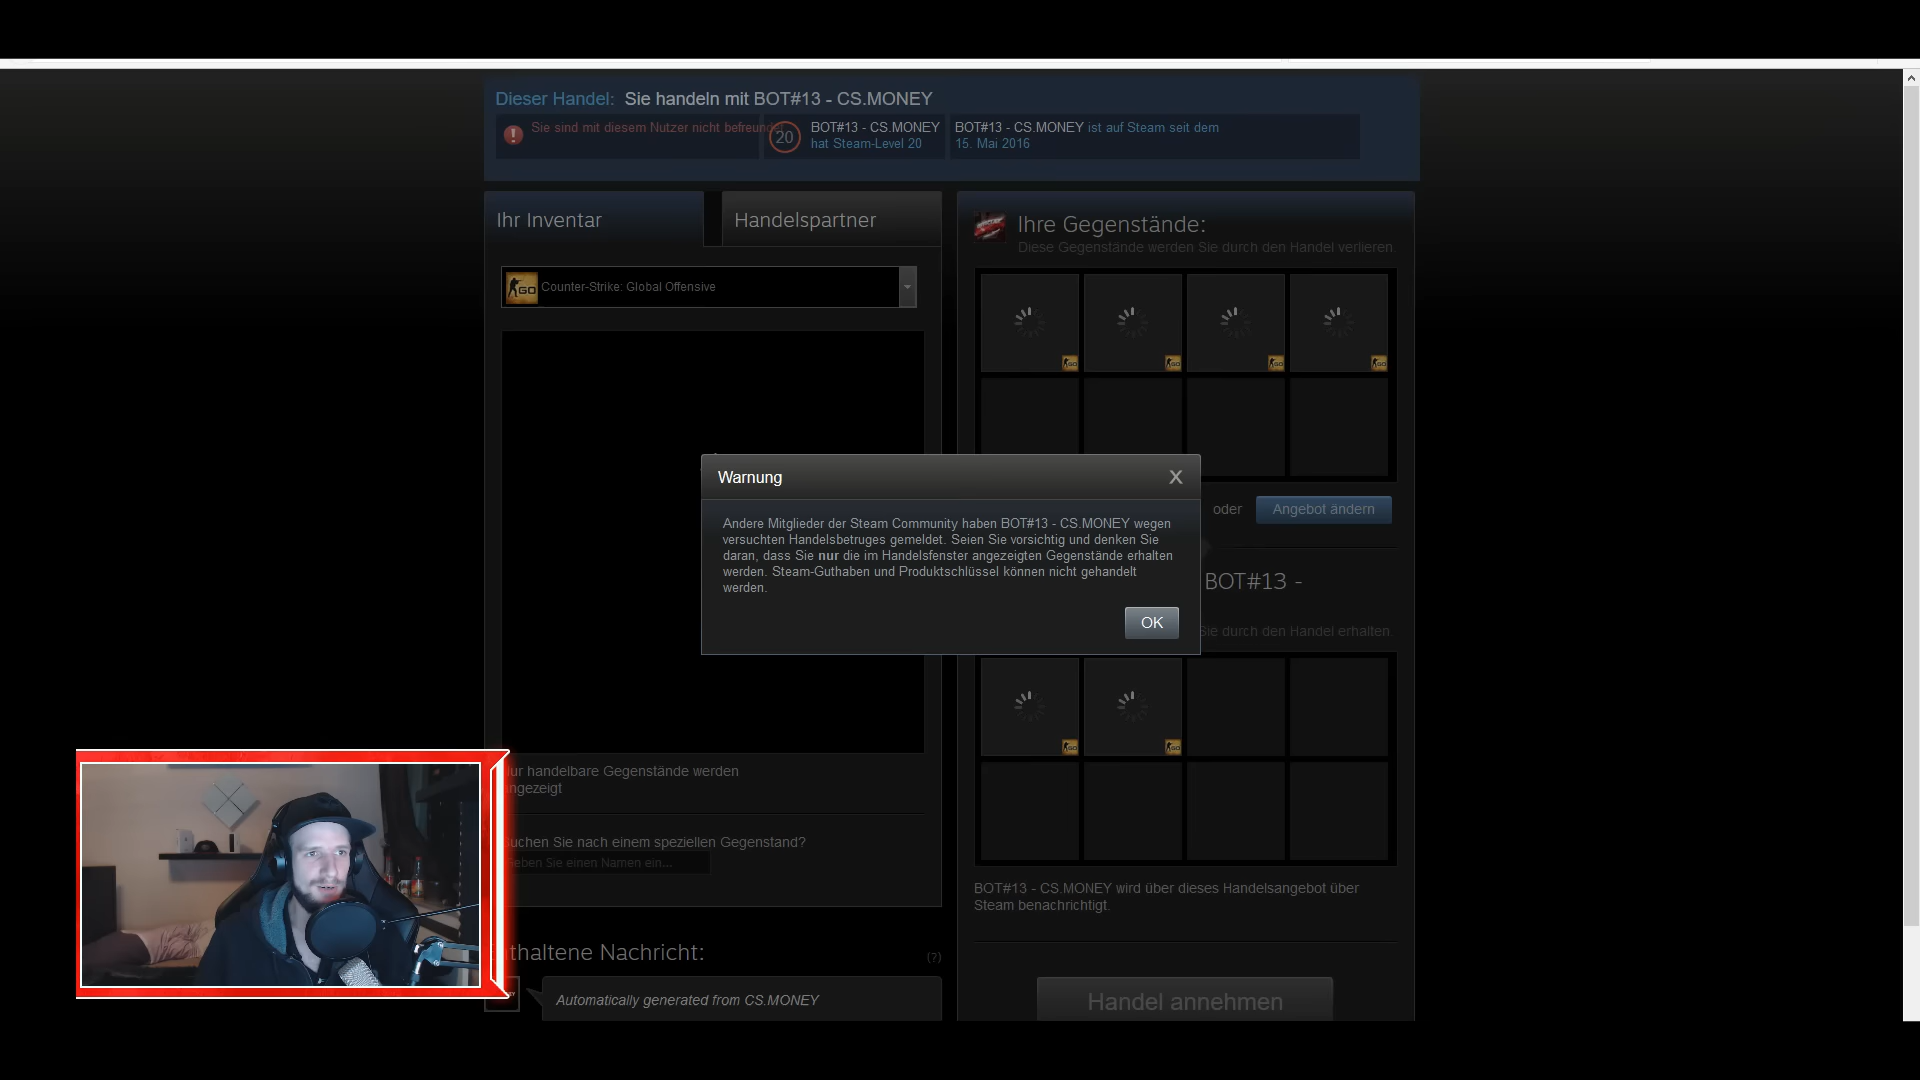 Dieser Handel: Sie handeln mit BOT#13 - CS.MONEY
Sie sind mit diesem Nutzer nicht befreundet
20
BOT#13 - CS.MONEY
hat Steam-Level 20
BOT#13 - CS.MONEY ist auf Steam seit dem
15. Mai 2016
Ihr Inventar
Handelspartner
GO
Counter-Strike: Global Offensive
Ihre Gegenstände:
Diese Gegenstände werden Sie durch den Handel verlieren.
oder
Angebot ändern
Warnung
X
Andere Mitglieder der Steam Community haben BOT#13 - CS.MONEY wegen
versuchten Handelsbetruges gemeldet. Seien Sie vorsichtig und denken Sie
daran, dass Sie nur die im Handelsfenster angezeigten Gegenstände erhalten
werden. Steam-Guthaben und Produktschlüssel können nicht gehandelt
werden.
OK
BOT#13 -
Sie durch den Handel erhalten.
nur handelbare Gegenstände werden
angezeigt
Suchen Sie nach einem speziellen Gegenstand?
Geben Sie einen Namen ein...
BOT#13 - CS.MONEY wird über dieses Handelsangebot über
Steam benachrichtigt.
nthaltene Nachricht:
(?)
Automatically generated from CS.MONEY
Handel annehmen